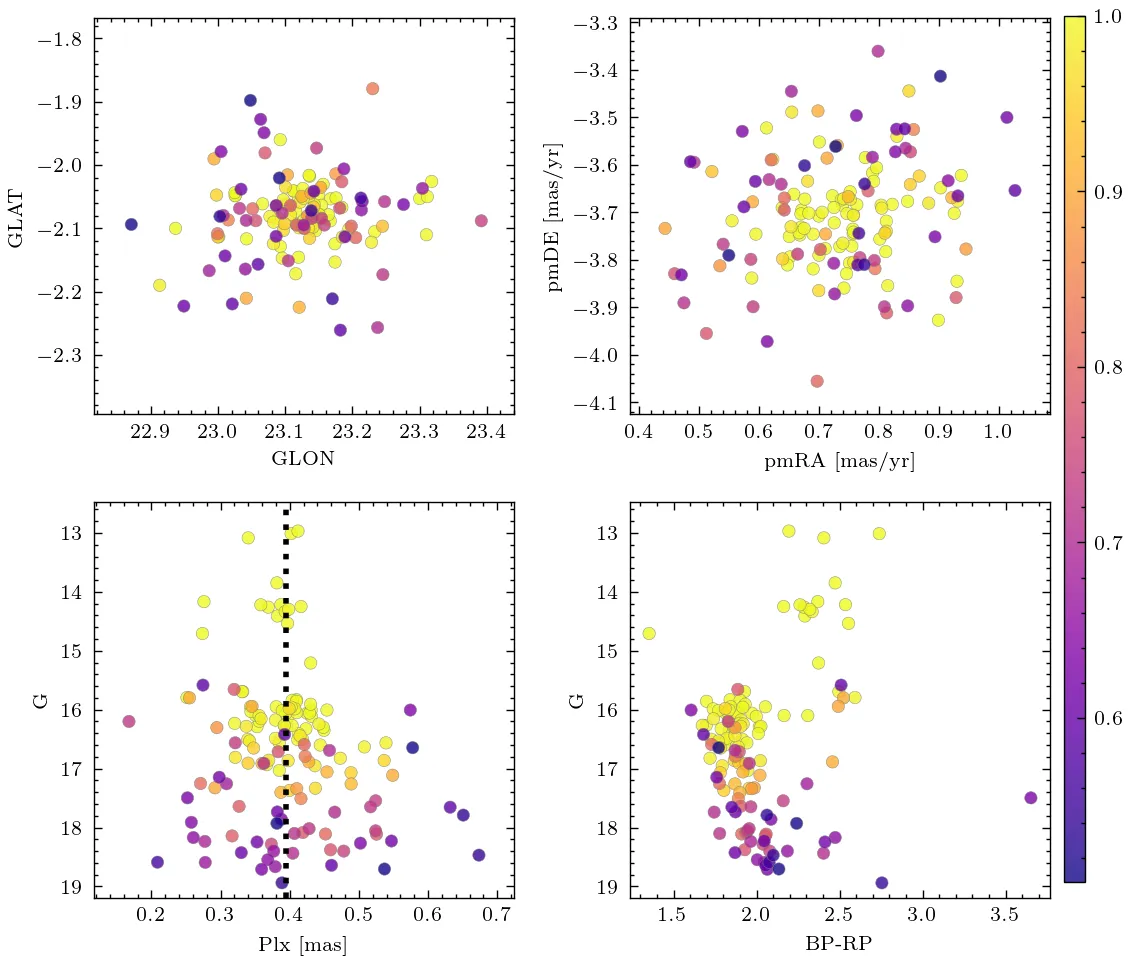 −1.8
−1.9
−2.0
−2.1
−2.2
−2.3
GLAT
22.9 23.0 23.1 23.2 23.3 23.4
GLON
−3.3
−3.4
−3.5
−3.6
−3.7
−3.8
−3.9
−4.0
−4.1
pmDE [mas/yr]
0.4 0.5 0.6 0.7 0.8 0.9 1.0
pmRA [mas/yr]
1.0
0.9
0.8
0.7
0.6
13
14
15
16
17
18
19
G
0.2 0.3 0.4 0.5 0.6 0.7
Plx [mas]
13
14
15
16
17
18
19
G
1.5 2.0 2.5 3.0 3.5
BP-RP